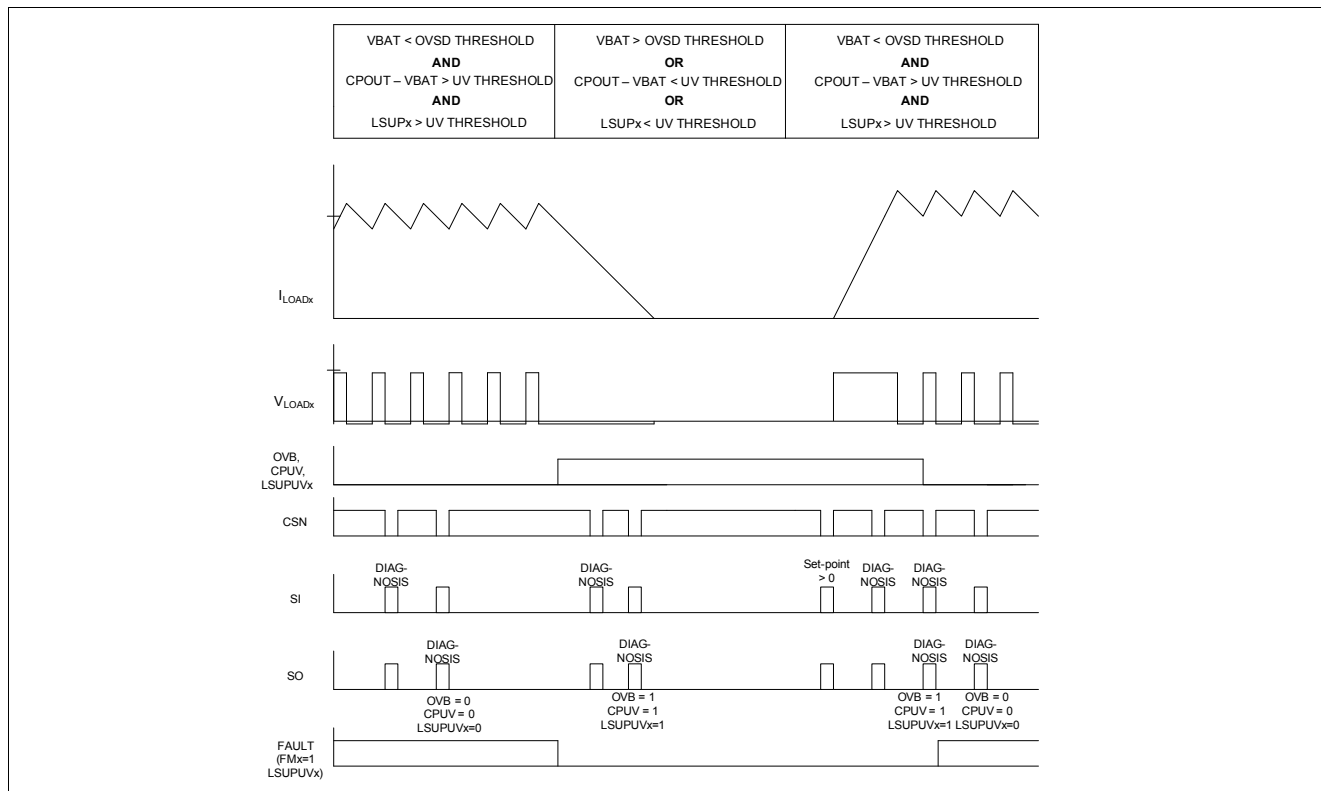 VBAT < OVSD THRESHOLD
AND
CPOUT – VBAT > UV THRESHOLD
AND
LSUPx > UV THRESHOLD
VBAT > OVSD THRESHOLD
OR
CPOUT – VBAT < UV THRESHOLD
OR
LSUPx < UV THRESHOLD
VBAT < OVSD THRESHOLD
AND
CPOUT – VBAT > UV THRESHOLD
AND
LSUPx > UV THRESHOLD
ILOADx
VLOADx
OVB,
CPUV,
LSUPUVx
CSN
SI
DIAG-
NOSIS
DIAG-
NOSIS
Set-point
> 0
DIAG-
NOSIS
DIAG-
NOSIS
SO
DIAG-
NOSIS
OVB = 0
CPUV = 0
LSUPUVx=0
DIAG-
NOSIS
OVB = 1
CPUV = 1
LSUPUVx=1
DIAG-
NOSIS
OVB = 1
CPUV = 1
LSUPUVx=1
DIAG-
NOSIS
OVB = 0
CPUV = 0
LSUPUVx=0
FAULT
(FMx=1
LSUPUVx)